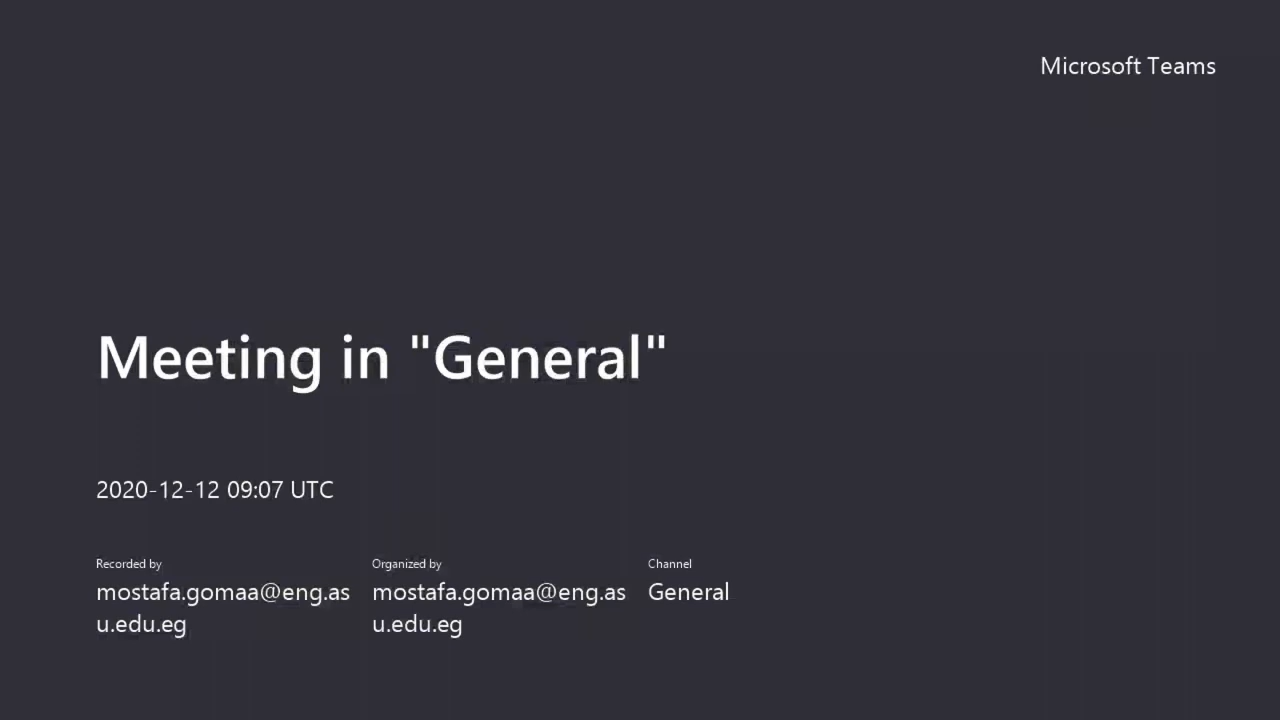 Microsoft Teams
Meeting in "General"
2020-12-12 09:07 UTC
Recorded by
mostafa.gomaa@eng.as
u.edu.eg
Organized by
mostafa.gomaa@eng.as
u.edu.eg
Channel
General